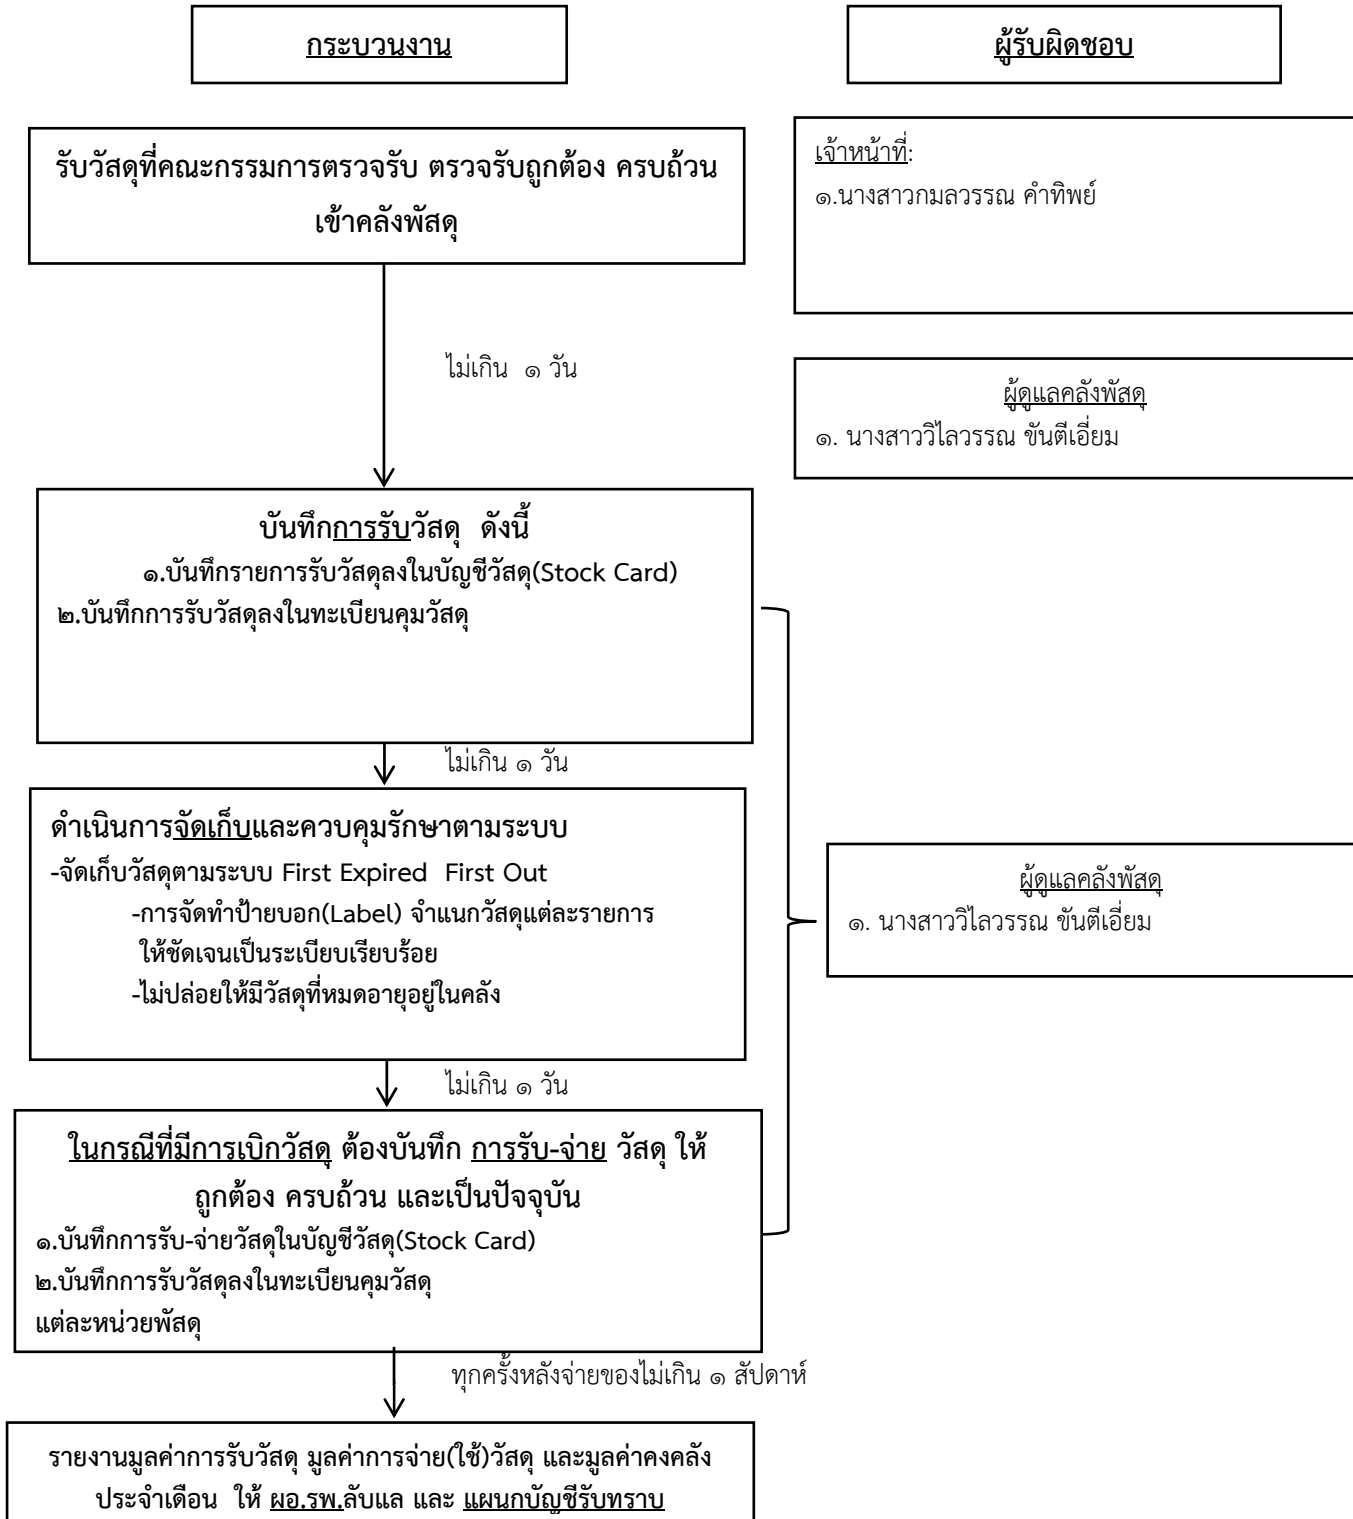 กระบวนงาน
ผู้รับผิดชอบ
รับวัสดุที่คณะกรรมการตรวจรับ ตรวจรับถูกต้อง ครบถ้วน
เข้าคลังพัสดุ
เจ้าหน้าที่:
๑.นางสาวกมลวรรณ คำทิพย์
ไม่เกิน ๑ วัน
ผู้ดูแลคลังพัสดุ
๑. นางสาววิไลวรรณ ขันตีเอี่ยม
บันทึกการรับวัสดุ ดังนี้
๑.บันทึกรายการรับวัสดุลงในบัญชีวัสดุ(Stock Card)
๒.บันทึกการรับวัสดุลงในทะเบียนคุมวัสดุ
ไม่เกิน ๑ วัน
ดำเนินการจัดเก็บและควบคุมรักษาตามระบบ
-จัดเก็บวัสดุตามระบบ First Expired First Out
-การจัดทำป้ายบอก(Label) จำแนกวัสดุแต่ละรายการ
ให้ชัดเจนเป็นระเบียบเรียบร้อย
-ไม่ปล่อยให้มีวัสดุที่หมดอายุอยู่ในคลัง
ผู้ดูแลคลังพัสดุ
๑. นางสาววิไลวรรณ ขันตีเอี่ยม
ไม่เกิน ๑ วัน
ในกรณีที่มีการเบิกวัสดุ ต้องบันทึก การรับ-จ่าย วัสดุ ให้
ถูกต้อง ครบถ้วน และเป็นปัจจุบัน
๑.บันทึกการรับ-จ่ายวัสดุในบัญชีวัสดุ(Stock Card)
๒.บันทึกการรับวัสดุลงในทะเบียนคุมวัสดุ
แต่ละหน่วยพัสดุ
ทุกครั้งหลังจ่ายของไม่เกิน ๑ สัปดาห์
รายงานมูลค่าการรับวัสดุ มูลค่าการจ่าย(ใช้)วัสดุ และมูลค่าคงคลัง
ประจำเดือน ให้ ผอ.รพ.ลับแล และ แผนกบัญชีรับทราบ